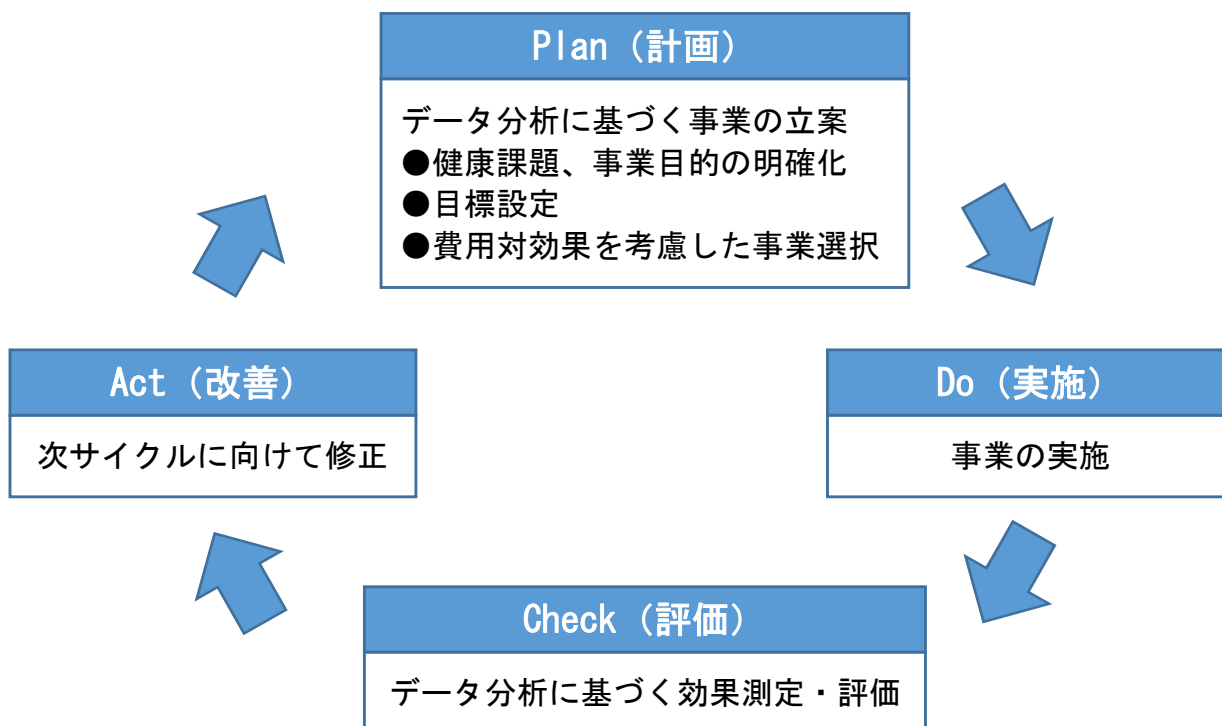 Plan（計画）
データ分析に基づく事業の立案
●健康課題、事業目的の明確化
●目標設定
●費用対効果を考慮した事業選択
Act（改善）
次サイクルに向けて修正
Do（実施）
事業の実施
Check（評価）
データ分析に基づく効果測定・評価